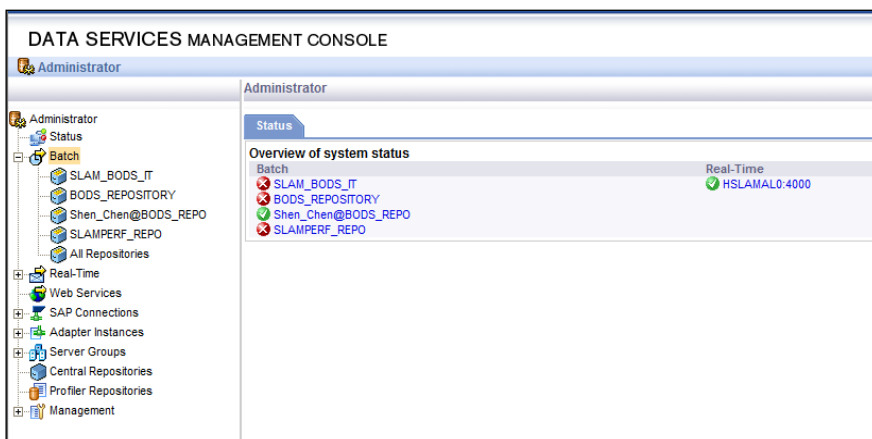 DATA SERVICES MANAGEMENT CONSOLE
Administrator
Administrator
Administrator
Status
Batch
SLAM_BODS_IT
BODS_REPOSITORY
Shen_Chen@BODS_REPO
SLAMPERF_REPO
All Repositories
Real-Time
Web Services
SAP Connections
Adapter Instances
Server Groups
Central Repositories
Profiler Repositories
Management
Status
Overview of system status
Batch Real-Time
SLAM_BODS_IT HSLAMAL0:4000
BODS_REPOSITORY
Shen_Chen@BODS_REPO
SLAMPERF_REPO